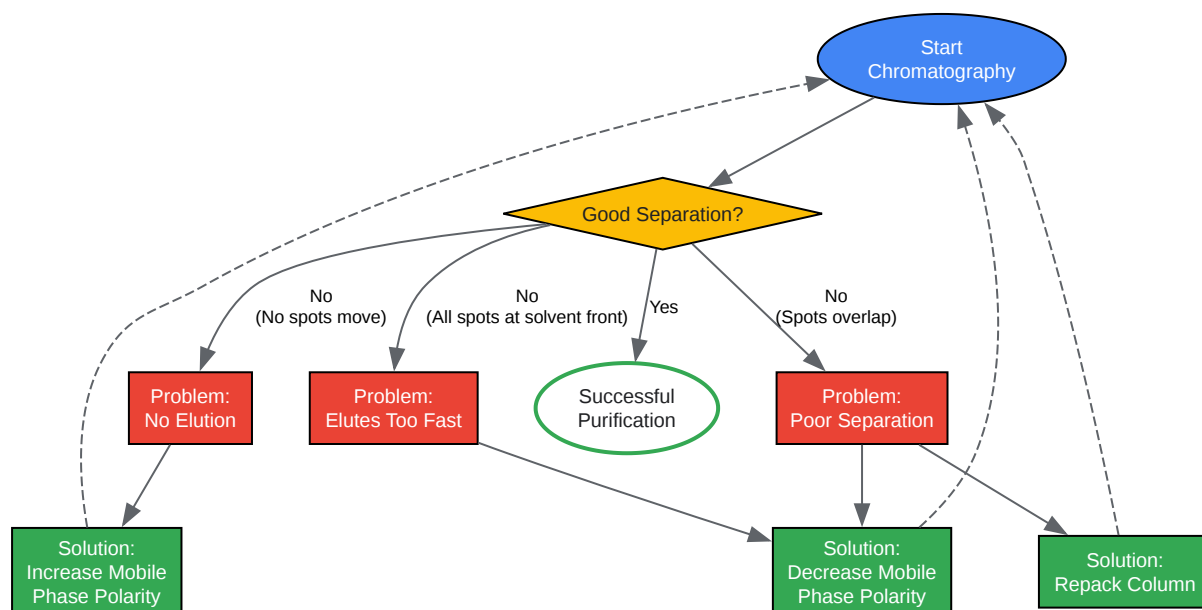 Start
Chromatography
Good Separation?
No
(No spots move)
No
(All spots at solvent front)
Yes
No
(Spots overlap)
Problem:
No Elution
Problem:
Elutes Too Fast
Successful
Purification
Problem:
Poor Separation
Solution:
Increase Mobile
Phase Polarity
Solution:
Decrease Mobile
Phase Polarity
Solution:
Repack Column